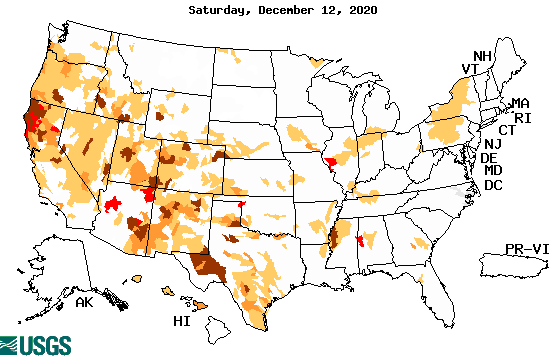 Saturday, December 12, 2020
NH
VT
MA
RI
CT
NJ
DE
MD
DC
PR-VI
AK
HI
USGS